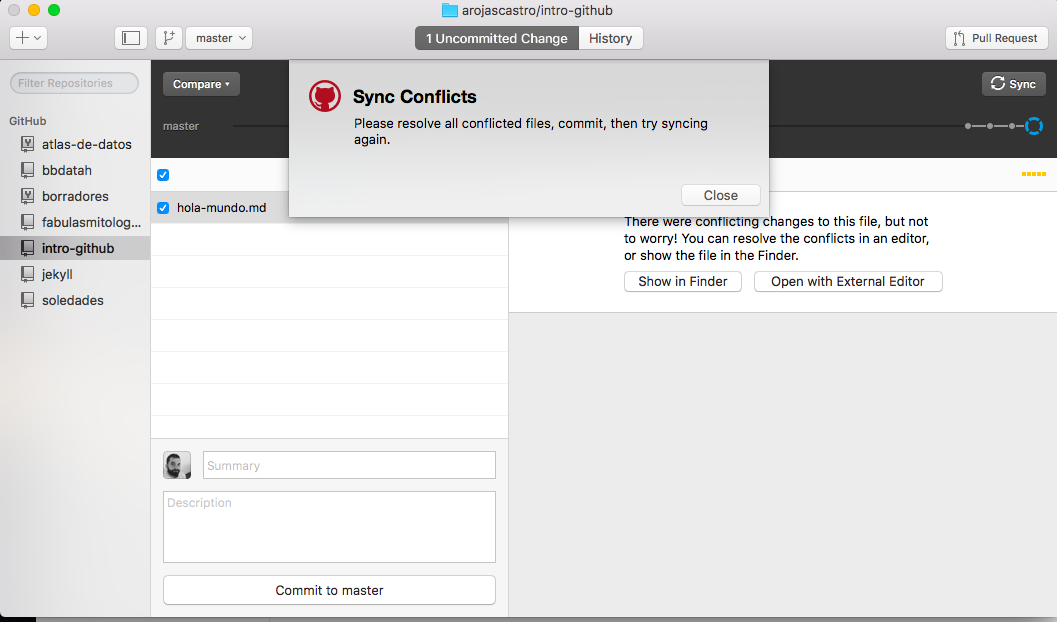 arojascastro/intro-github
master
1 Uncommitted Change
History
Pull Request
Filter Repositories
GitHub
atlas-de-datos
bbdatah
borradores
fabulasmitolog...
intro-github
jekyll
soledades
Compare
Sync
master
Sync Conflicts
Please resolve all conflicted files, commit, then try syncing
again.
Close
hola-mundo.md
There were conflicting changes to this file, but not
to worry! You can resolve the conflicts in an editor,
or show the file in the Finder.
Show in Finder
Open with External Editor
Summary
Description
Commit to master